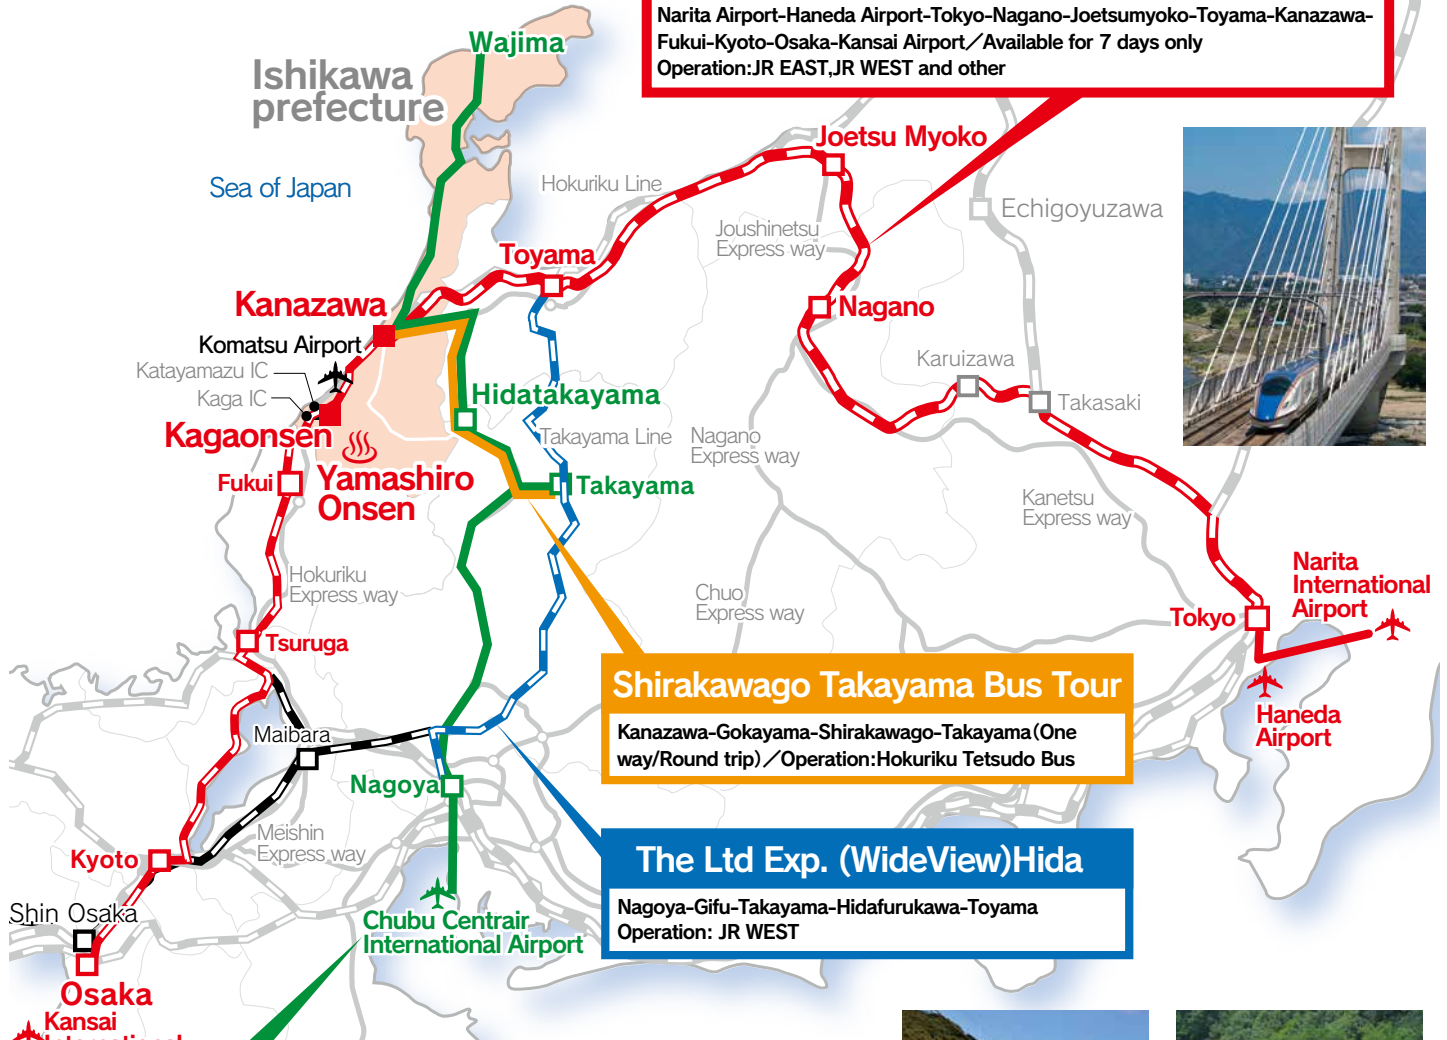 Narita Airport-Haneda Airport-Tokyo-Nagano-Joetsumyoko-Toyama-Kanazawa-
Fukui-Kyoto-Osaka-Kansai Airport／Available for 7 days only
Operation:JR EAST,JR WEST and other
Wajima
Ishikawa
prefecture
Sea of Japan
Hokuriku Line
Joetsu Myoko
Echigoyuzawa
Joushinetsu
Express way
Toyama
Kanazawa
Nagano
Komatsu Airport
Katayamazu IC
Kaga IC
Karuizawa
Takasaki
Hidatakayama
Kagaonsen
Takayama Line
Nagano
Express way
Fukui
Yamashiro
Onsen
Takayama
Kanetsu
Express way
Hokuriku
Express way
Chuo
Express way
Narita
International
Airport
Tokyo
Tsuruga
Haneda
Airport
Shirakawago Takayama Bus Tour
Kanazawa-Gokayama-Shirakawago-Takayama(One
way/Round trip)／Operation:Hokuriku Tetsudo Bus
Maibara
Nagoya
Meishin
Express way
Kyoto
The Ltd Exp. (WideView)Hida
Nagoya-Gifu-Takayama-Hidafurukawa-Toyama
Operation: JR WEST
Shin Osaka
Chubu Centrair
International Airport
Osaka
Kansai
International